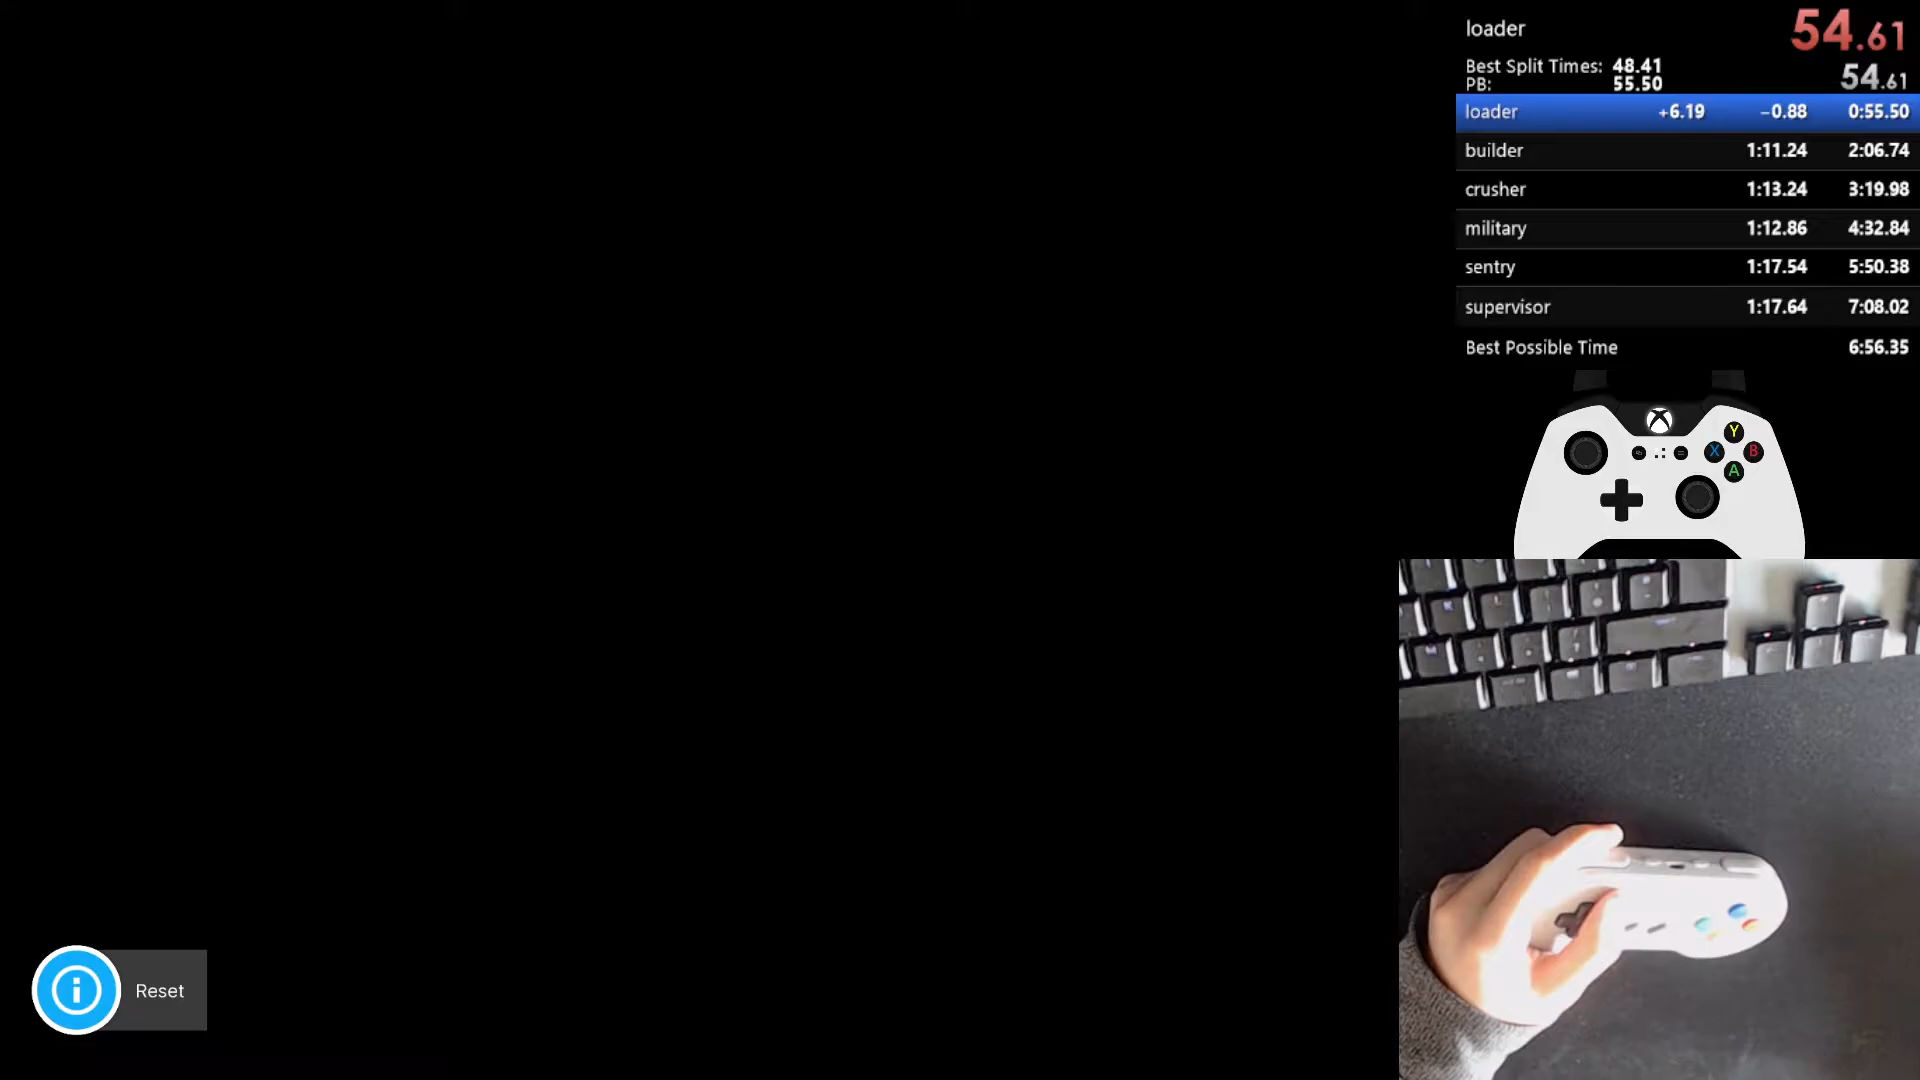 loader 54.61
Best Split Times: 48.41
PB: 55.50 54.61
loader +6.19 −0.88 0:55.50
builder 1:11.24 2:06.74
crusher 1:13.24 3:19.98
military 1:12.86 4:32.84
sentry 1:17.54 5:50.38
supervisor 1:17.64 7:08.02
Best Possible Time 6:56.35
Y
X B
A
Reset